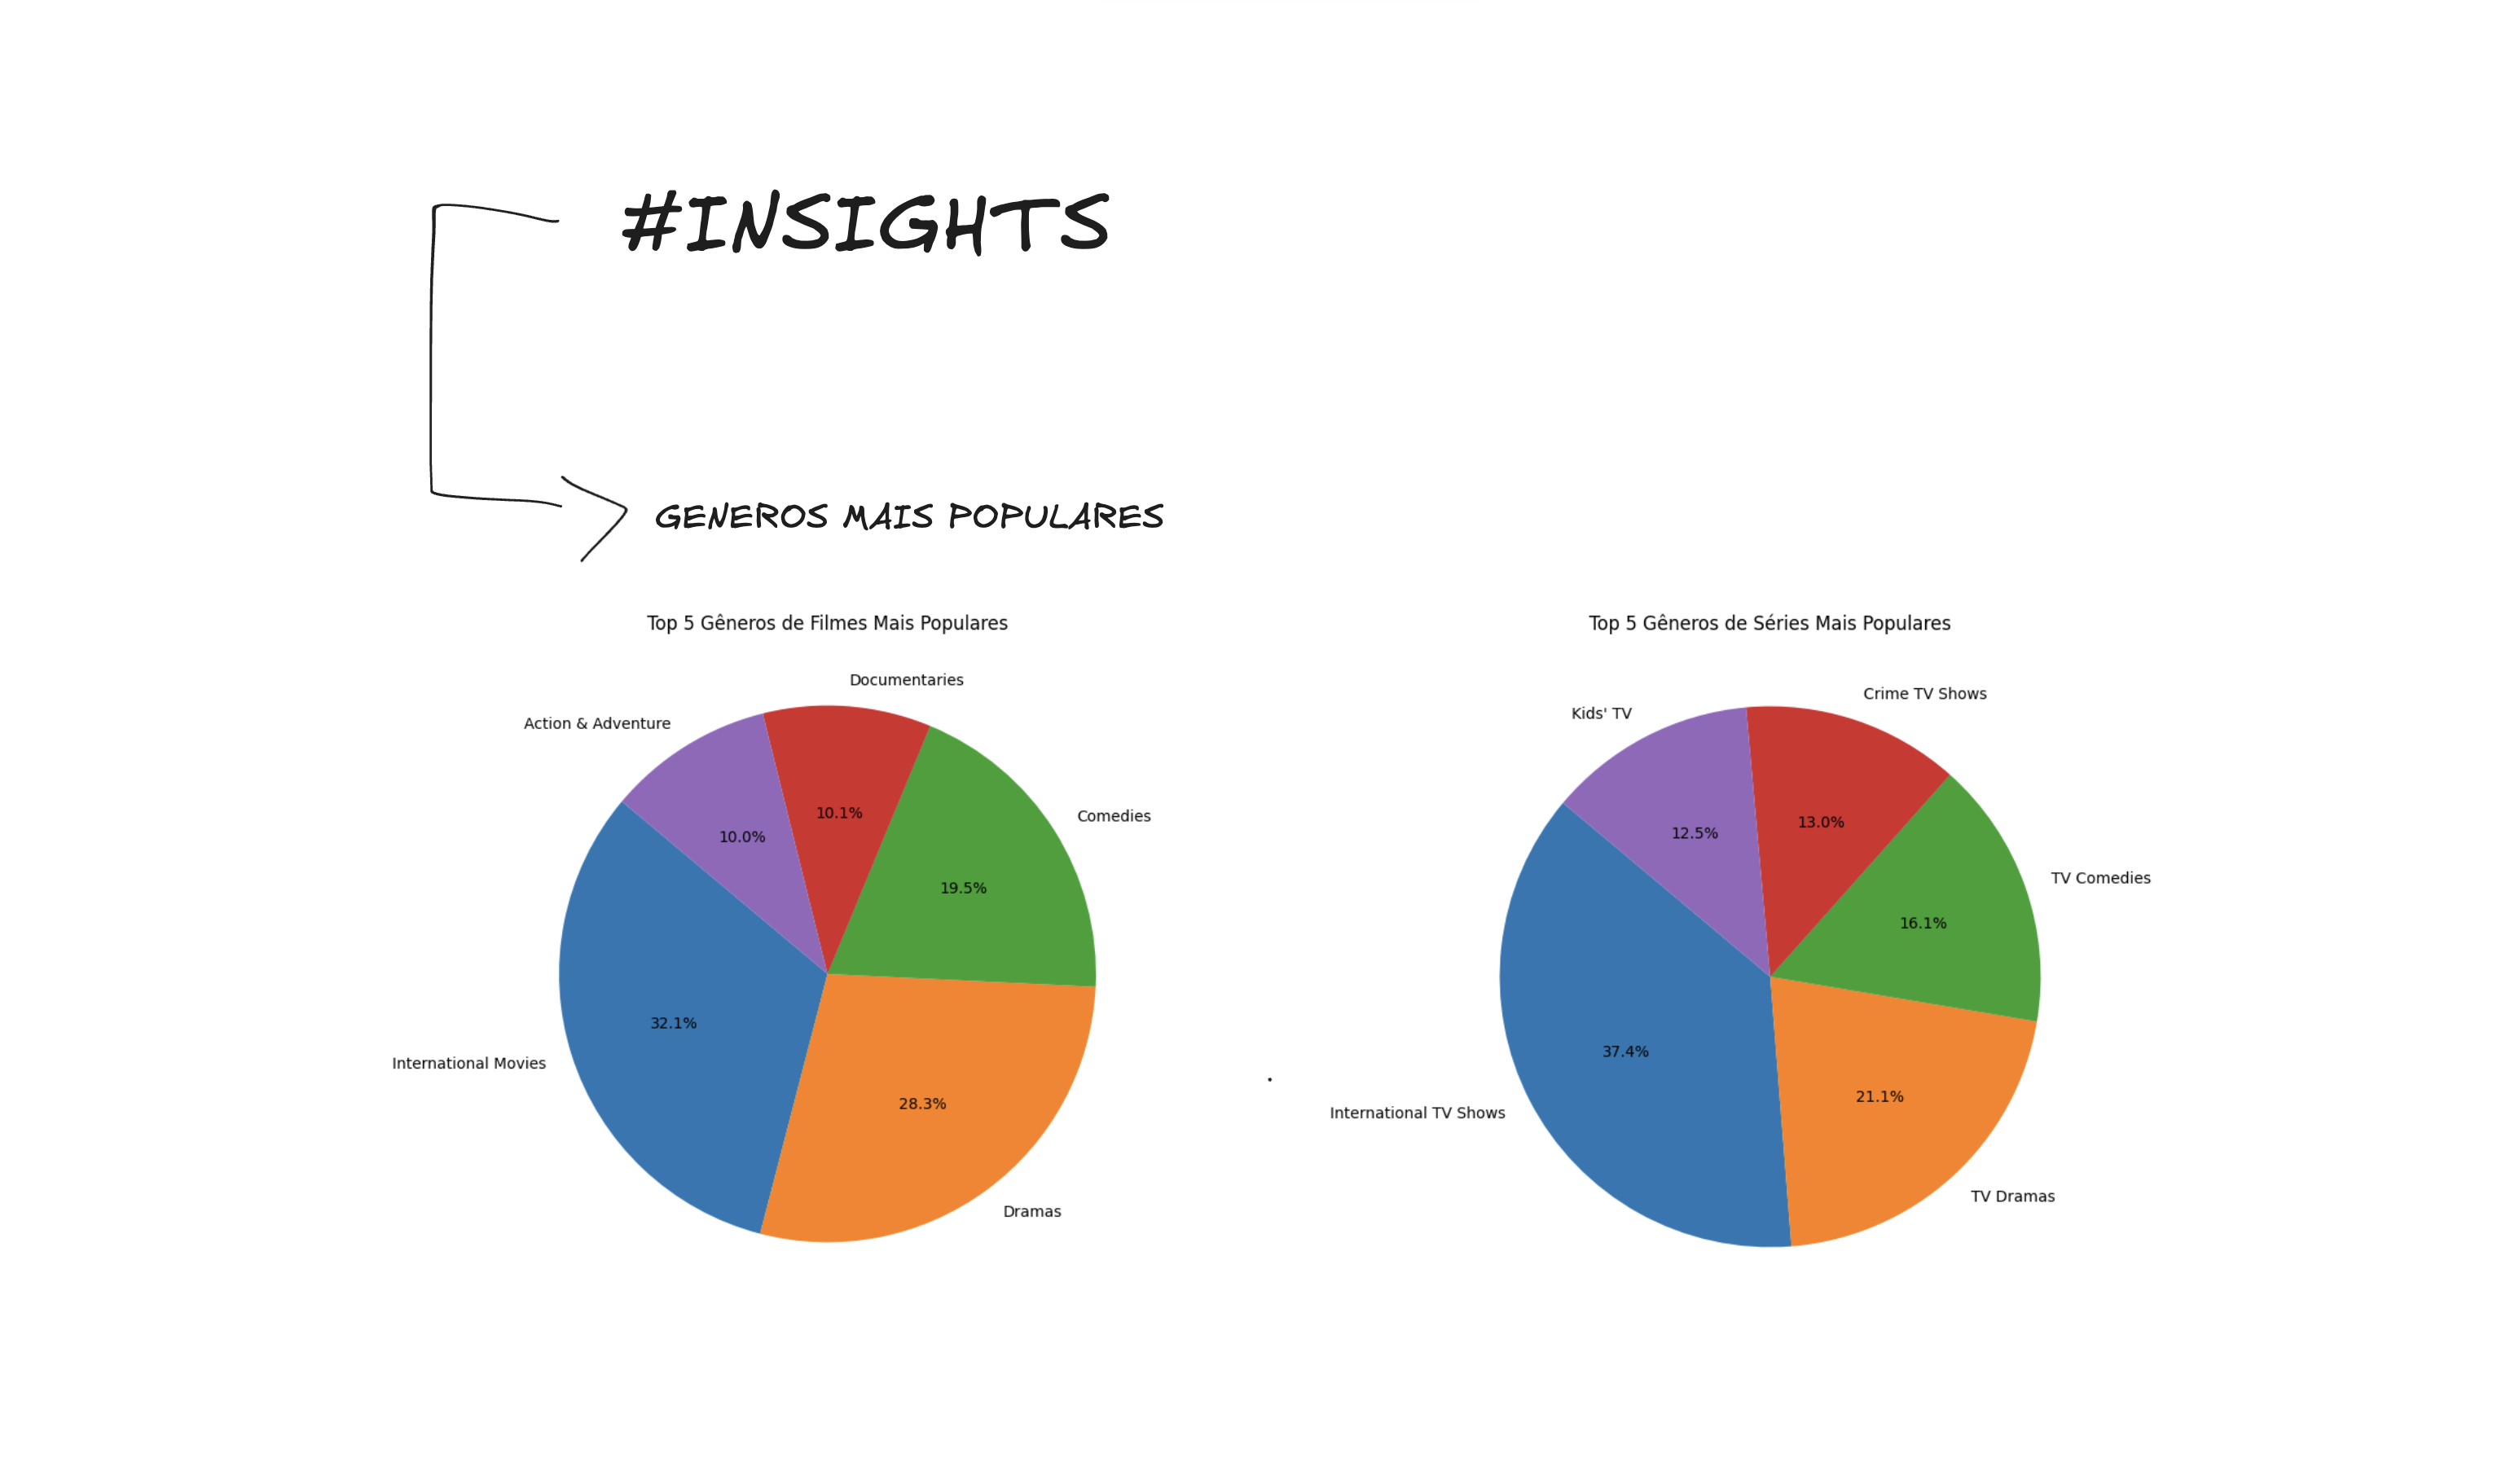 #INSIGHTS
GENEROS MAIS POPULARES
Top 5 Gêneros de Filmes Mais Populares
Documentaries
Action & Adventure
Comedies
10.1%
10.0%
19.5%
32.1%
International Movies
28.3%
Dramas
Top 5 Gêneros de Séries Mais Populares
Crime TV Shows
Kids' TV
13.0%
12.5%
TV Comedies
16.1%
37.4%
21.1%
International TV Shows
TV Dramas